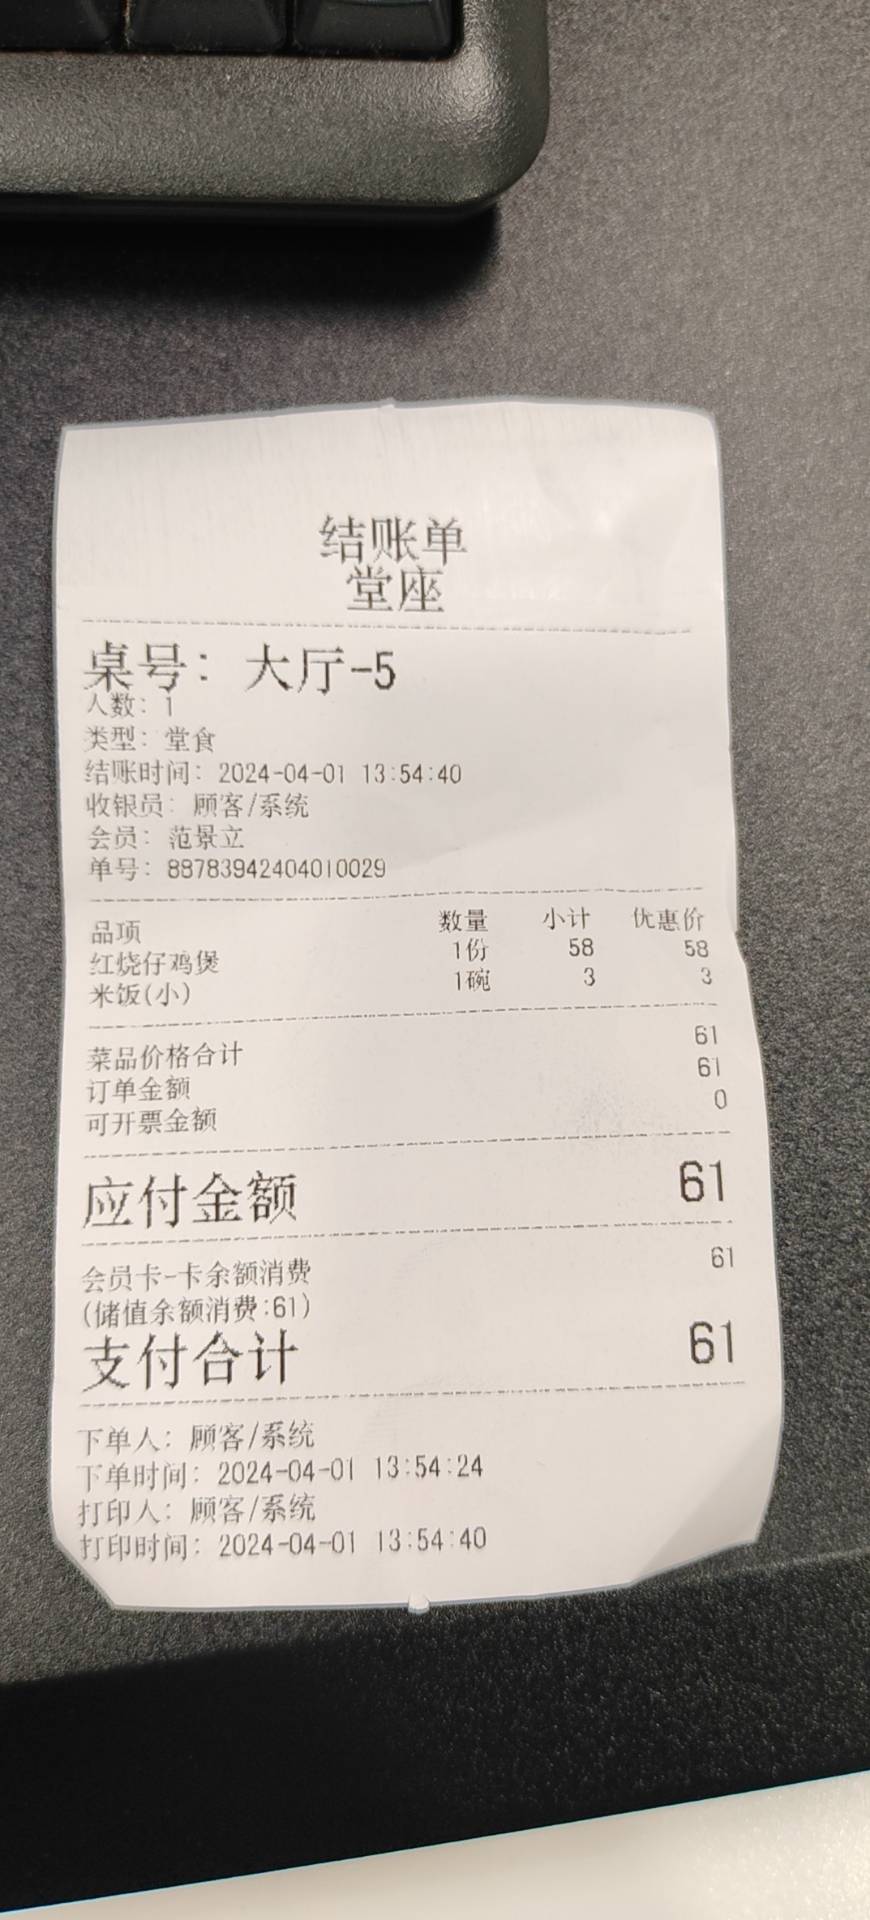 结账单
堂座
桌号：大厅-5
人数：1
类型：堂食
结账时间：2024-04-01 13:54:40
收银员：顾客/系统
会员：范景立
单号：88783942404010029
品项 数量 小计 优惠价
红烧仔鸡煲 1份 58 58
米饭(小) 1碗 3 3
菜品价格合计 61
订单金额 61
可开票金额 0
应付金额 61
会员卡-卡余额消费 61
(储值余额消费:61)
支付合计 61
下单人：顾客/系统
下单时间：2024-04-01 13:54:24
打印人：顾客/系统
打印时间：2024-04-01 13:54:40